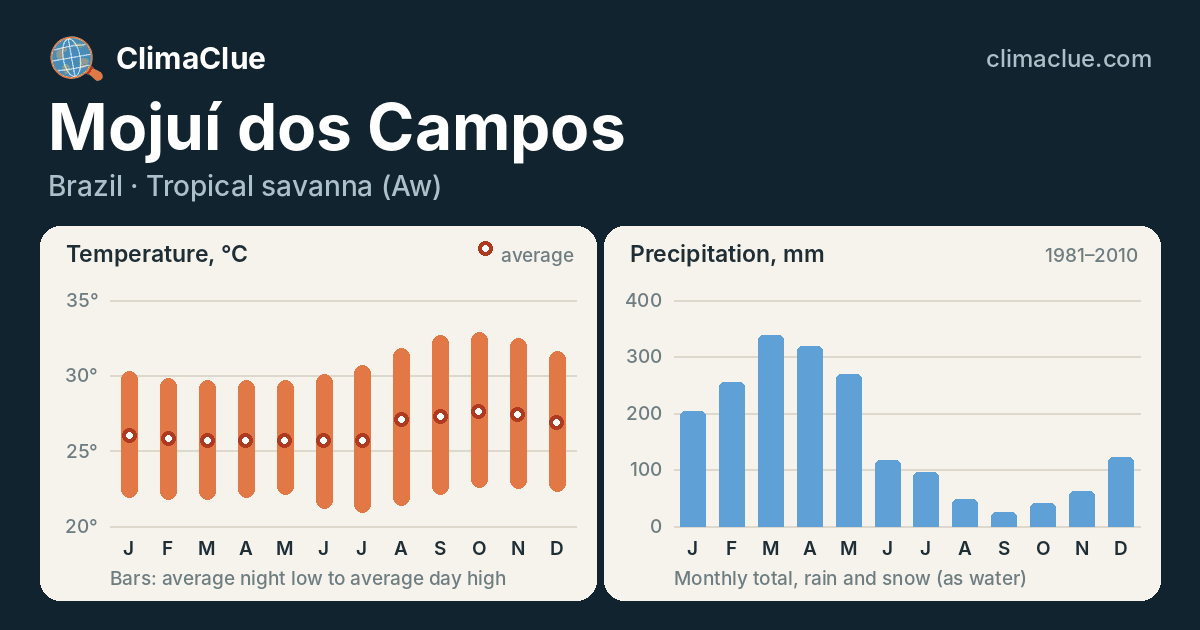 ClimaClue
climaclue.com
Mojuí dos Campos
Brazil · Tropical savanna (Aw)
Temperature, °C
average
35°
30°
25°
20°
J F M A M J J A S O N D
Bars: average night low to average day high
Precipitation, mm
1981–2010
400
300
200
100
0
J F M A M J J A S O N D
Monthly total, rain and snow (as water)